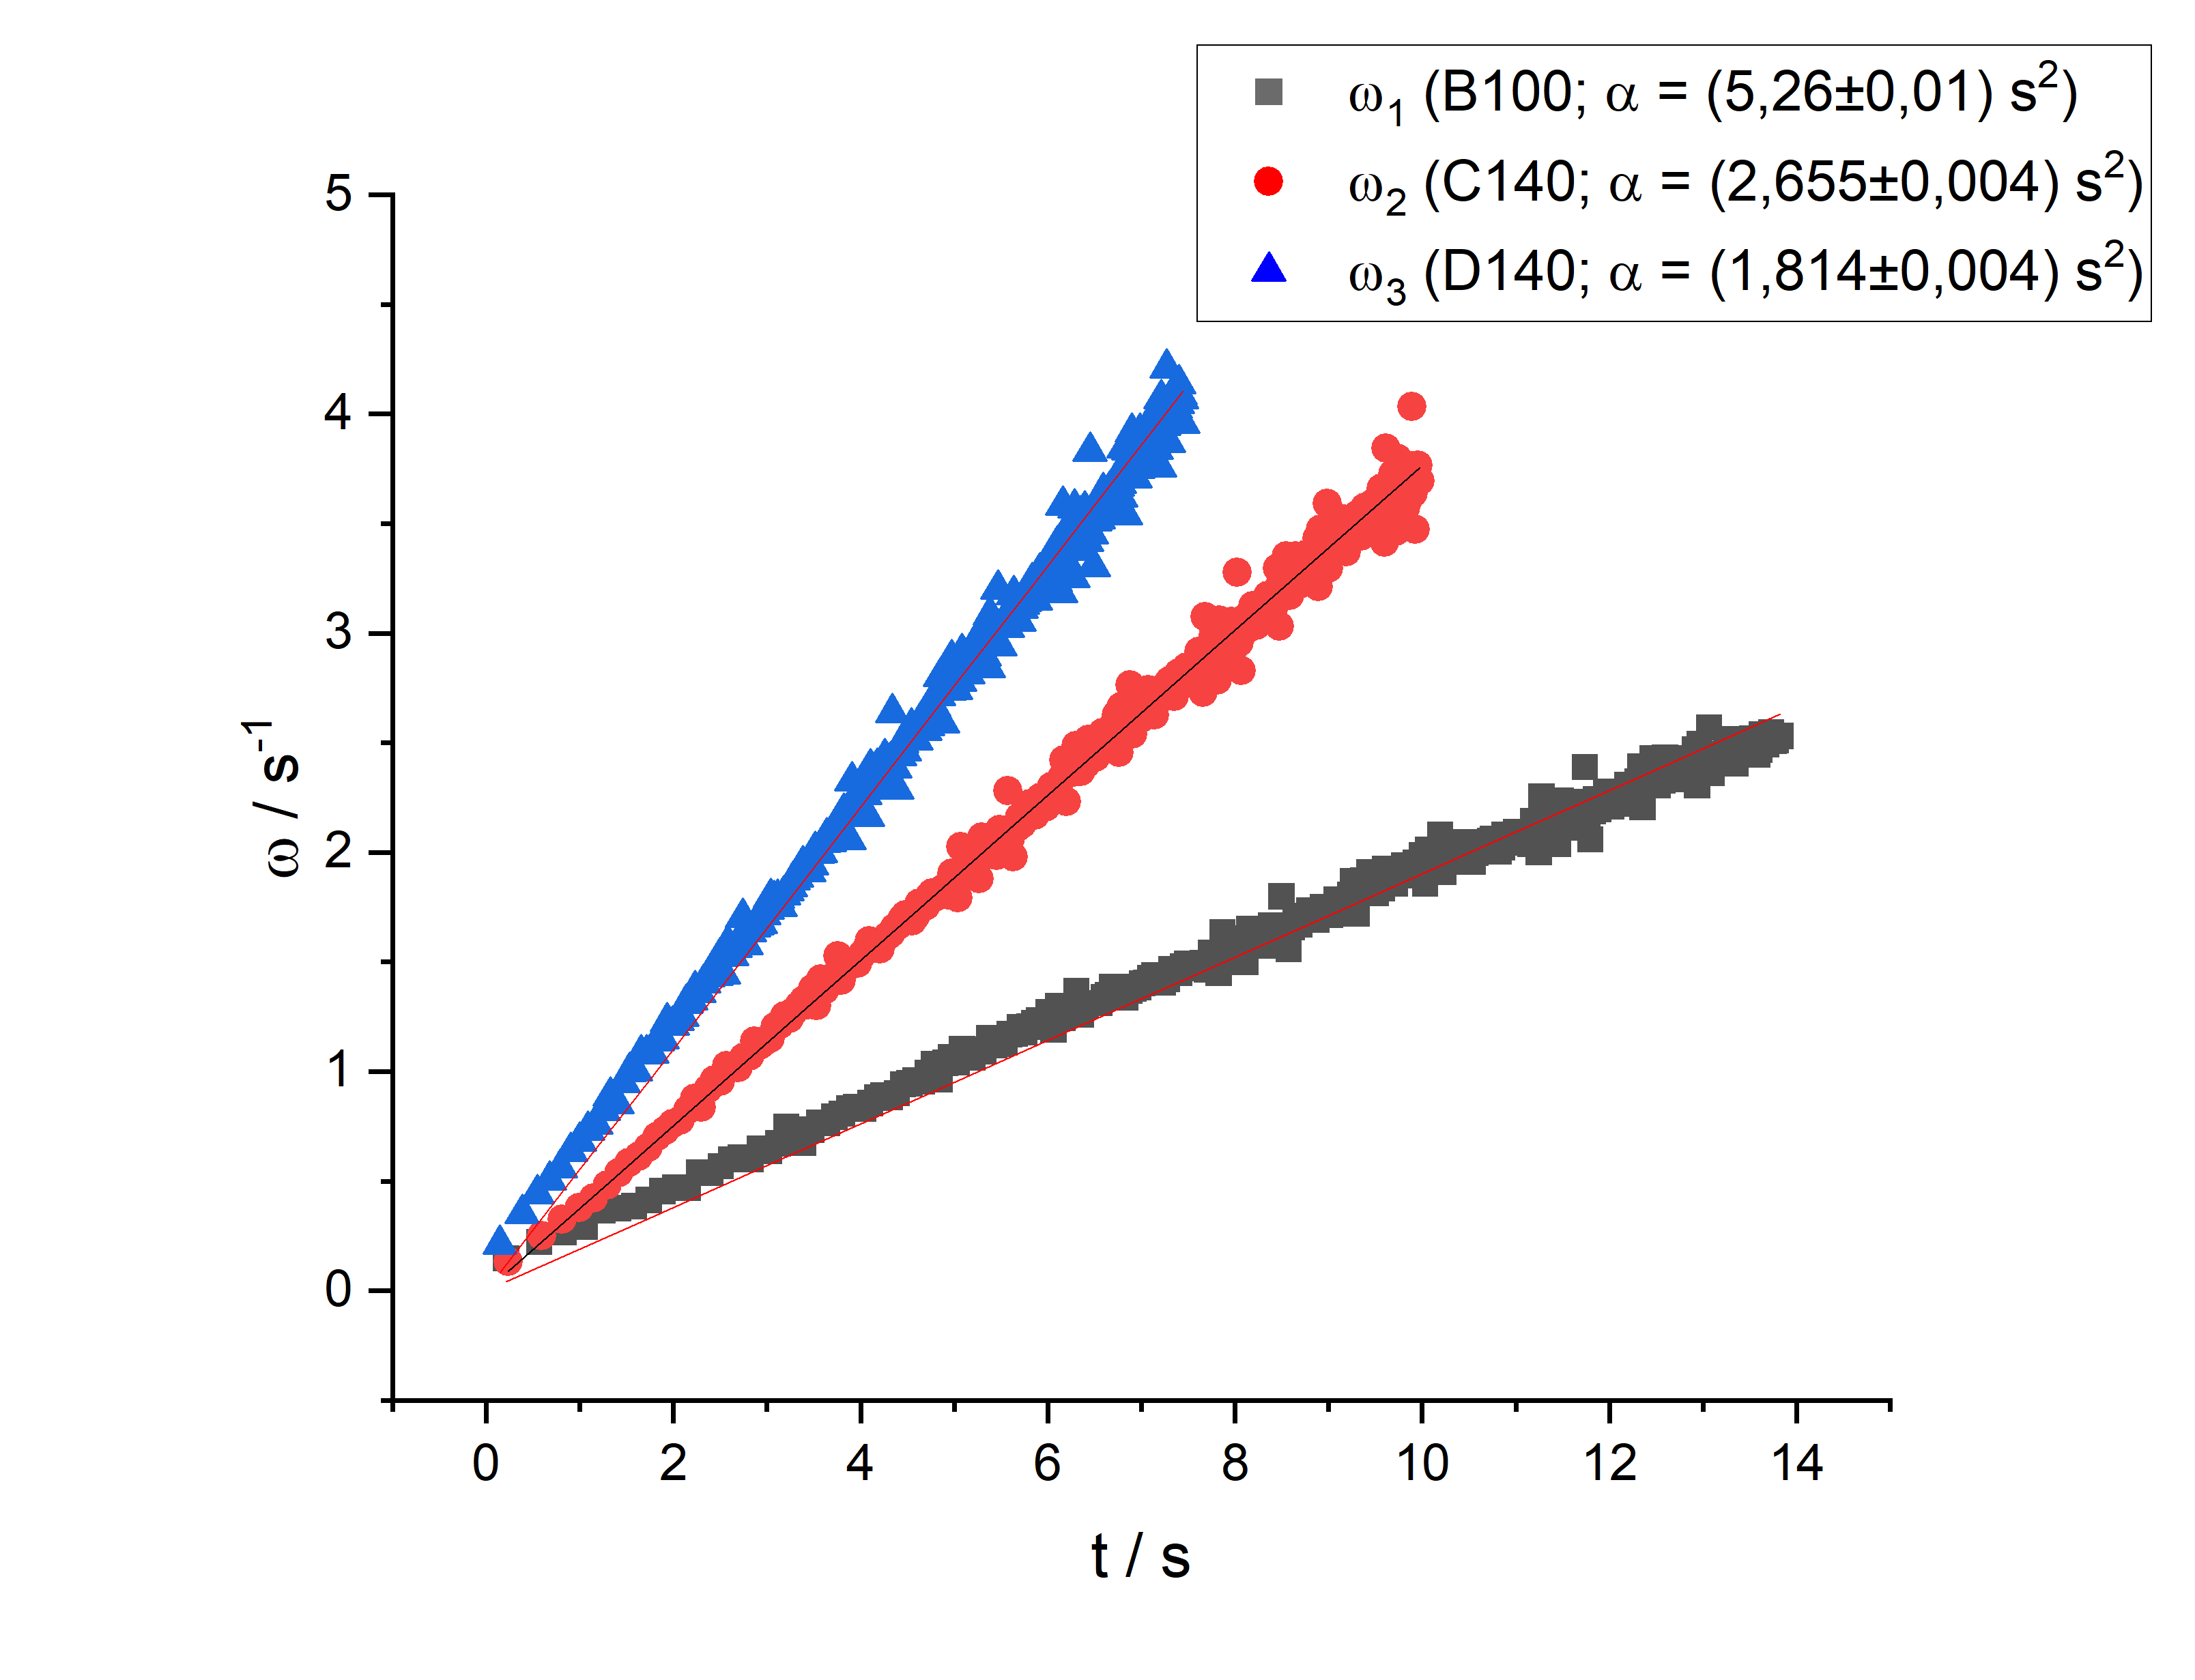 ω₁ (B100; α = (5,26±0,01) s²)
ω₂ (C140; α = (2,655±0,004) s²)
ω₃ (D140; α = (1,814±0,004) s²)
5
4
3
2
1
0
ω / s⁻¹
0 2 4 6 8 10 12 14
t / s